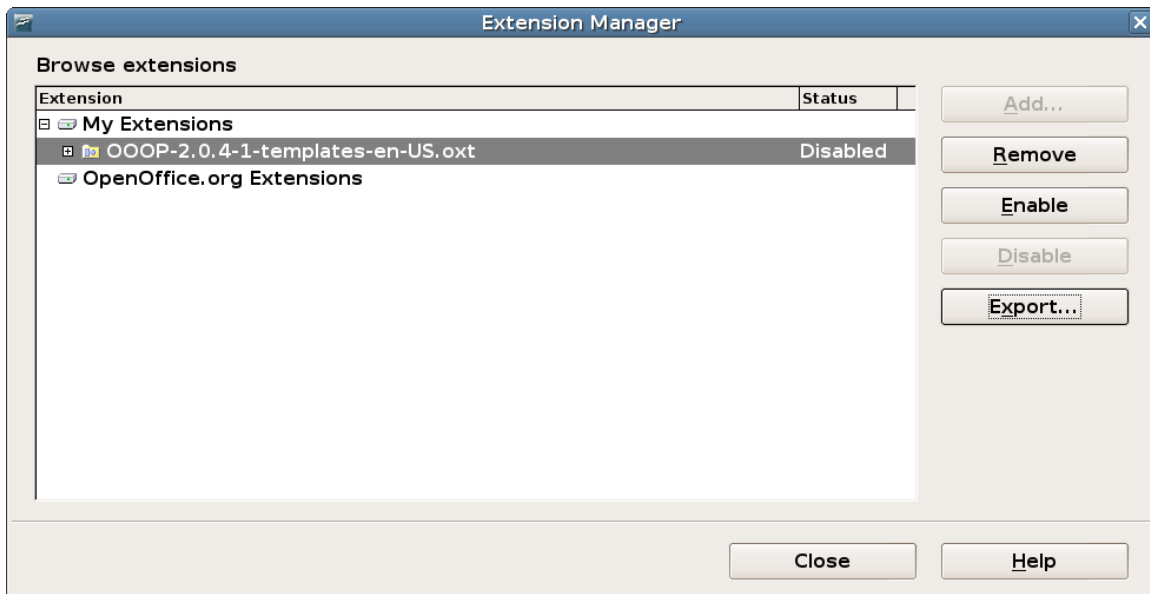 Extension Manager
Browse extensions
Extension Status
My Extensions
OOOP-2.0.4-1-templates-en-US.oxt Disabled
OpenOffice.org Extensions
Add...
Remove
Enable
Disable
Export...
Close Help